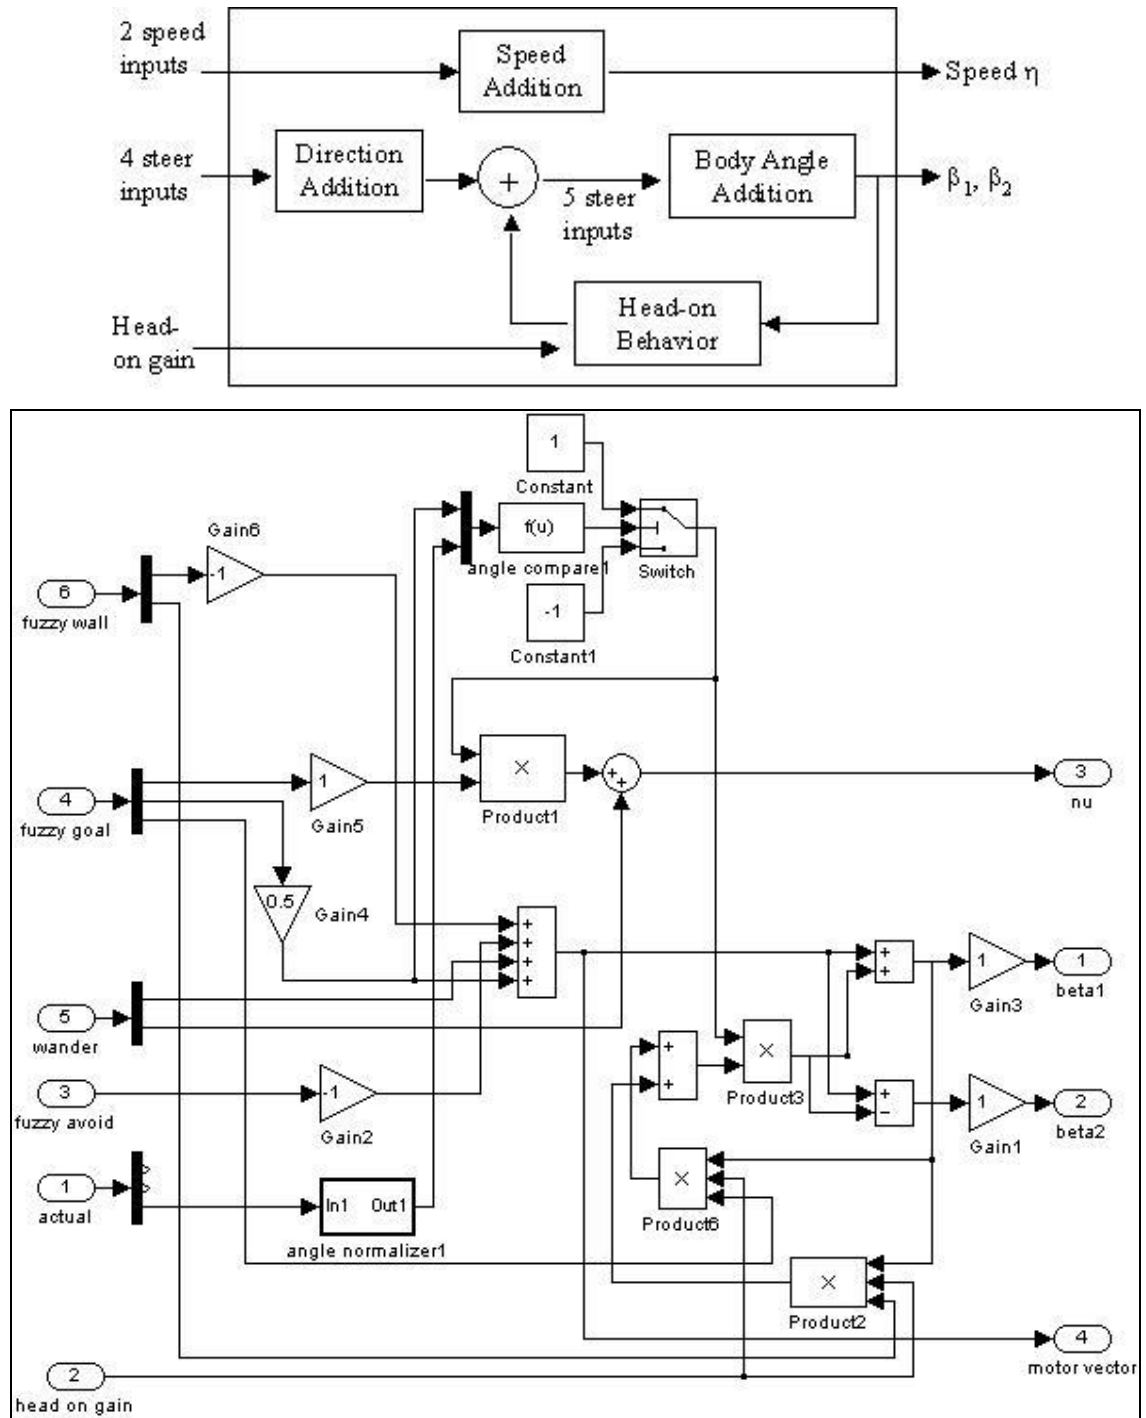 2 speed
inputs
Speed
Addition
Speed η
4 steer
inputs
Direction
Addition
+
5 steer
inputs
Body Angle
Addition
β1, β2
Head-
on gain
Head-on
Behavior
1
Constant
f(u)
angle compare1
Switch
-1
Constant1
Gain6
-1
6
fuzzy wall
4
fuzzy goal
1
Gain5
×
Product1
+
+
3
nu
0.5
Gain4
+
+
+
+
5
wander
3
fuzzy avoid
-1
Gain2
1
actual
In1 Out1
angle normalizer1
+
+
1
Gain3
1
beta1
+
+
×
Product3
+
−
1
Gain1
2
beta2
×
Product6
×
Product2
4
motor vector
2
head on gain